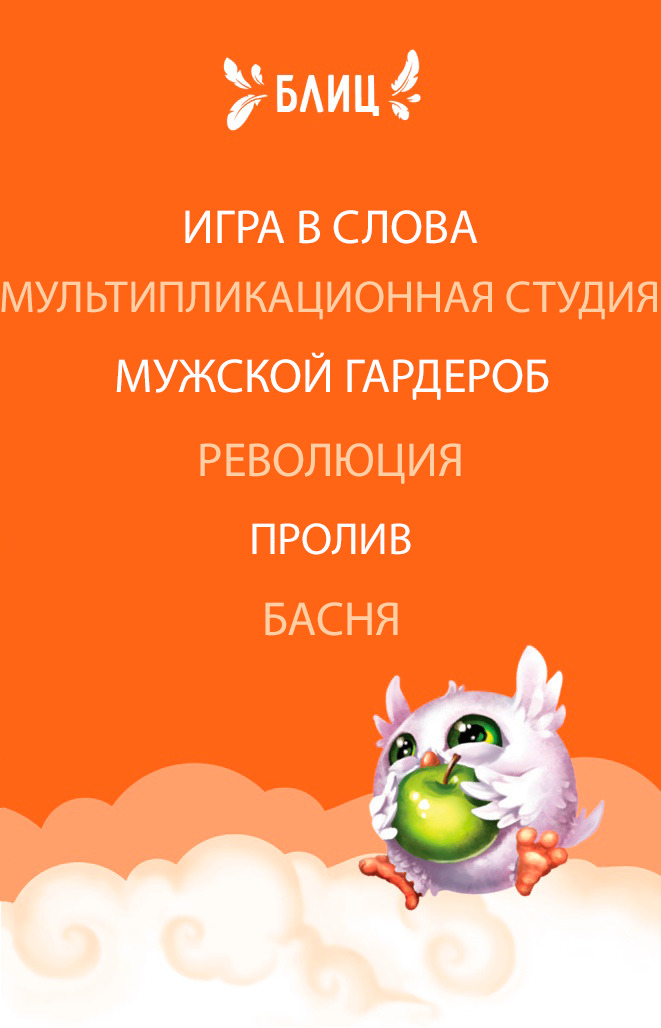 БЛИЦ
ИГРА В СЛОВА
МУЛЬТИПЛИКАЦИОННАЯ СТУДИЯ
МУЖСКОЙ ГАРДЕРОБ
РЕВОЛЮЦИЯ
ПРОЛИВ
БАСНЯ